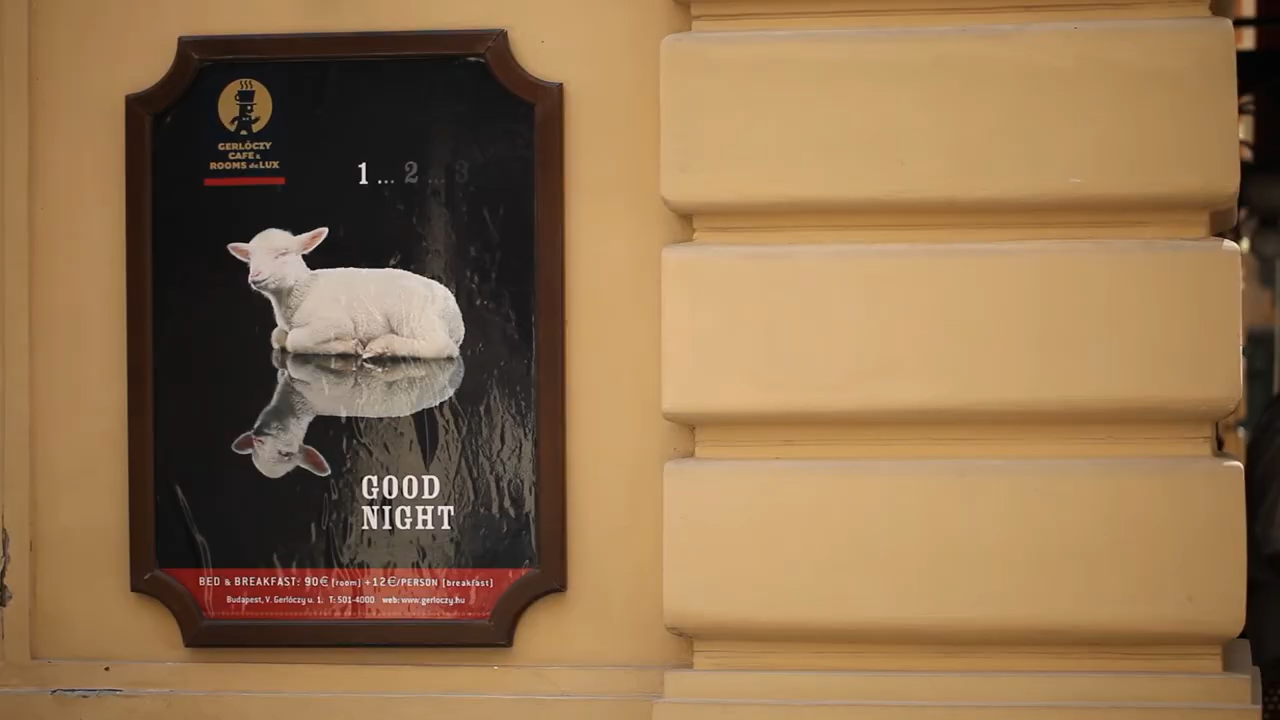 GERLÓCZY
CAFE &
ROOMS de LUX
1 ... 2 ... 3
GOOD
NIGHT
BED & BREAKFAST: 90€ [room] + 12€/PERSON [breakfast]
Budapest, V. Gerlóczy u. 1. T: 501-4000 web: www.gerloczy.hu